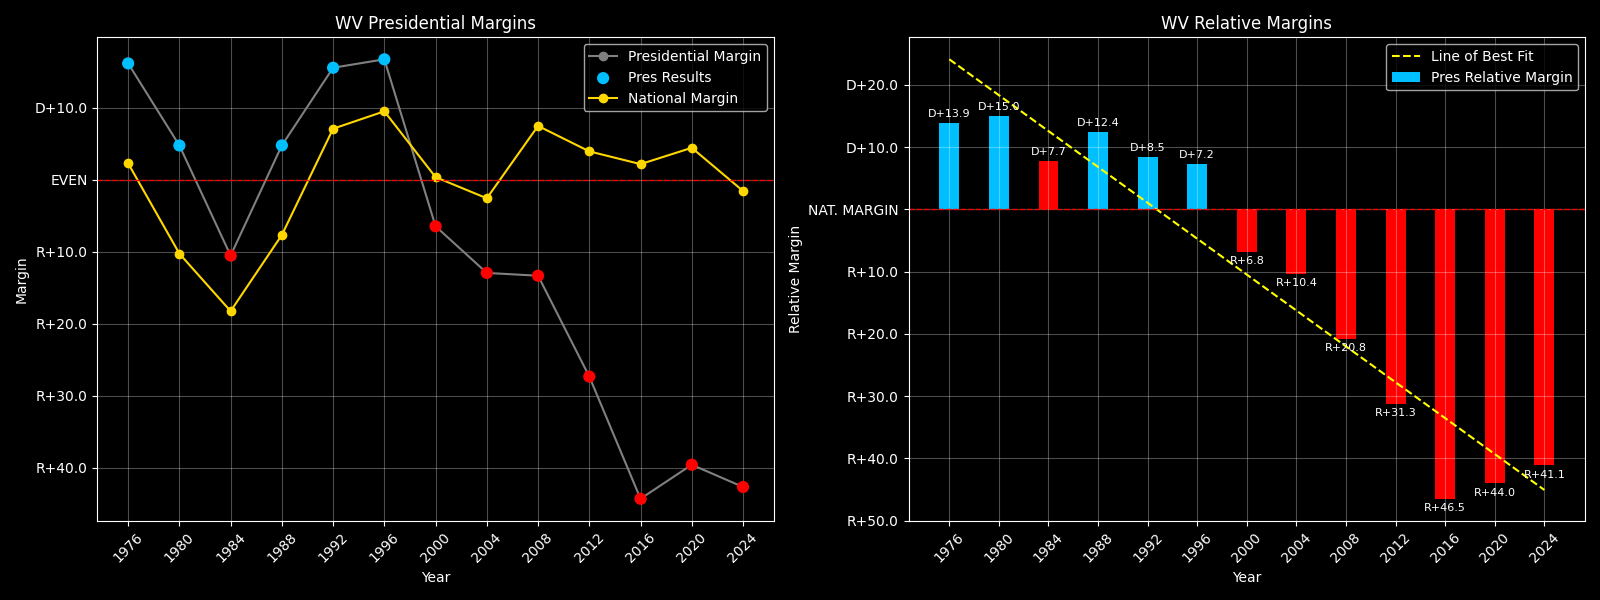 WV Presidential Margins
Presidential Margin
Pres Results
National Margin
Margin
D+10.0
EVEN
R+10.0
R+20.0
R+30.0
R+40.0
1976
1980
1984
1988
1992
1996
2000
2004
2008
2012
2016
2020
2024
Year
WV Relative Margins
Line of Best Fit
Pres Relative Margin
Relative Margin
D+20.0
D+10.0
NAT. MARGIN
R+10.0
R+20.0
R+30.0
R+40.0
R+50.0
D+13.9
D+15.0
D+7.7
D+12.4
D+8.5
D+7.2
R+6.8
R+10.4
R+20.8
R+31.3
R+46.5
R+44.0
R+41.1
1976
1980
1984
1988
1992
1996
2000
2004
2008
2012
2016
2020
2024
Year